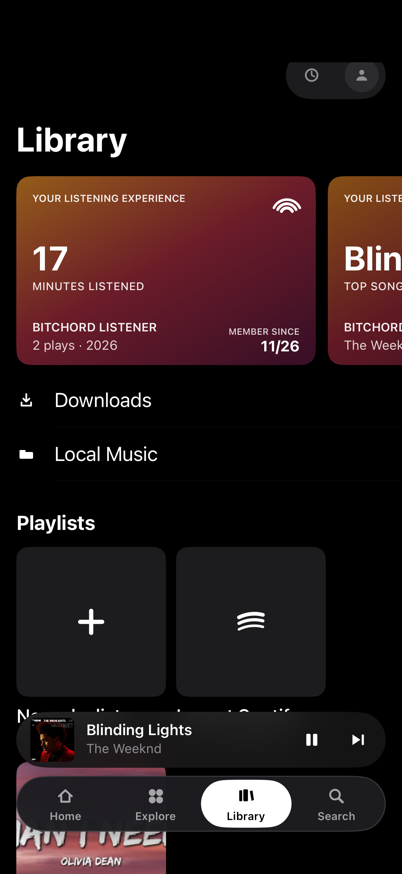 Library
YOUR LISTENING EXPERIENCE
17
MINUTES LISTENED
BITCHORD LISTENER
2 plays · 2026
MEMBER SINCE
11/26
YOUR LISTE
Blin
TOP SONG
BITCHORD
The Week
Downloads
Local Music
Playlists
Blinding Lights
The Weeknd
Home
Explore
Library
Search
OLIVIA DEAN